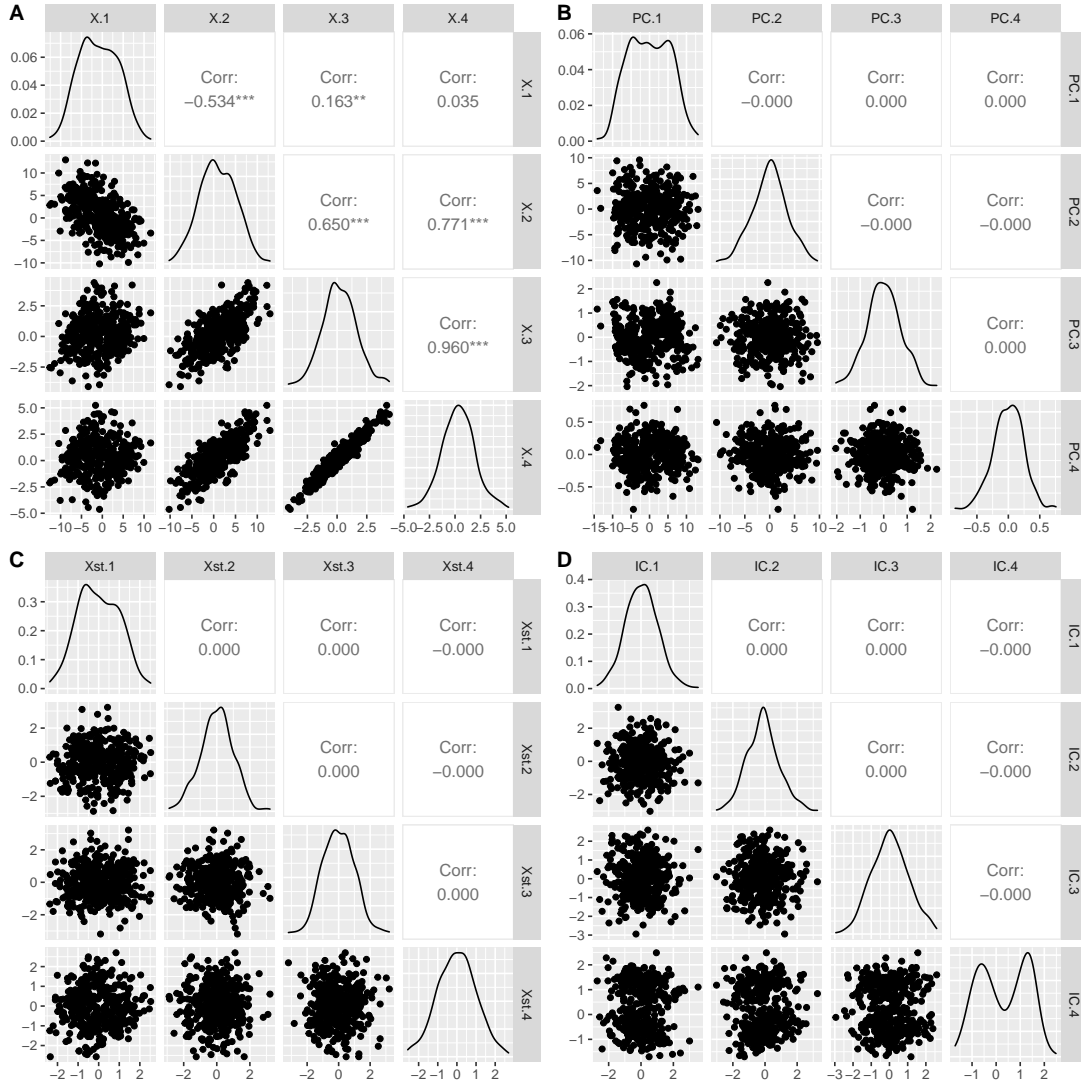 A
X.1 X.2 X.3 X.4
0.06
0.04
0.02
0.00
Corr:
−0.534***
Corr:
0.163**
Corr:
0.035
X.1
10
5
0
−5
−10
Corr:
0.650***
Corr:
0.771***
X.2
2.5
0.0
−2.5
Corr:
0.960***
X.3
5.0
2.5
0.0
−2.5
−5.0
X.4
−10 −5 0 5 10
−10 −5 0 5 10
−2.5 0.0 2.5
−5.0 −2.5 0.0 2.5 5.0
B
PC.1 PC.2 PC.3 PC.4
0.06
0.04
0.02
0.00
Corr:
−0.000
Corr:
0.000
Corr:
0.000
PC.1
10
5
0
−5
−10
Corr:
−0.000
Corr:
−0.000
PC.2
2
1
0
−1
−2
Corr:
0.000
PC.3
0.5
0.0
−0.5
PC.4
−15 −10 −5 0 5 10
−10 −5 0 5 10
−2 −1 0 1 2
−0.5 0.0 0.5
C
Xst.1 Xst.2 Xst.3 Xst.4
0.3
0.2
0.1
0.0
Corr:
0.000
Corr:
0.000
Corr:
−0.000
Xst.1
2
0
−2
Corr:
0.000
Corr:
−0.000
Xst.2
2
0
−2
Corr:
0.000
Xst.3
2
1
0
−1
−2
Xst.4
−2 −1 0 1 2
−2 0 2
−2 0 2
−2 −1 0 1 2
D
IC.1 IC.2 IC.3 IC.4
0.4
0.3
0.2
0.1
0.0
Corr:
0.000
Corr:
0.000
Corr:
−0.000
IC.1
2
0
−2
Corr:
0.000
Corr:
−0.000
IC.2
2
1
0
−1
−2
−3
Corr:
−0.000
IC.3
2
1
0
−1
IC.4
−2 0 2
−2 0 2
−3 −2 −1 0 1 2
−1 0 1 2